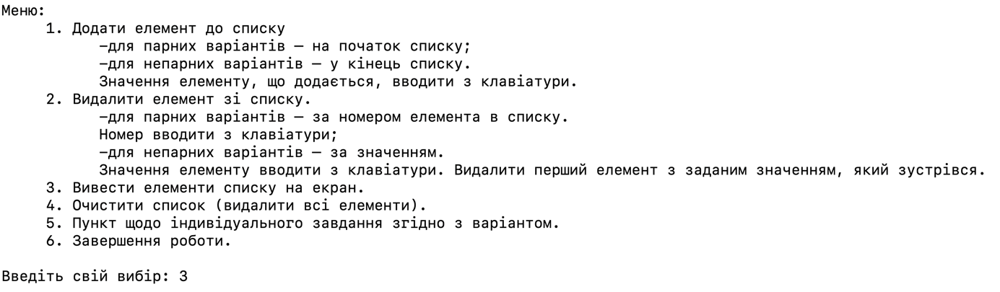 Меню:
1. Додати елемент до списку
–для парних варіантів – на початок списку;
–для непарних варіантів – у кінець списку.
Значення елементу, що додається, вводити з клавіатури.
2. Видалити елемент зі списку.
–для парних варіантів – за номером елемента в списку.
Номер вводити з клавіатури;
–для непарних варіантів – за значенням.
Значення елементу вводити з клавіатури. Видалити перший елемент з заданим значенням, який зустрівся.
3. Вивести елементи списку на екран.
4. Очистити список (видалити всі елементи).
5. Пункт щодо індивідуального завдання згідно з варіантом.
6. Завершення роботи.
Введіть свій вибір: 3